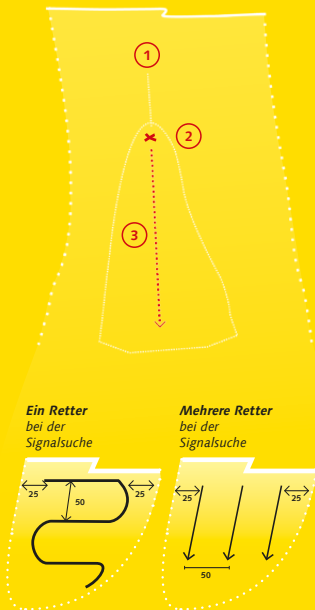 1
2
3
Ein Retter
bei der
Signalsuche
25
50
25
Mehrere Retter
bei der
Signalsuche
25
25
50